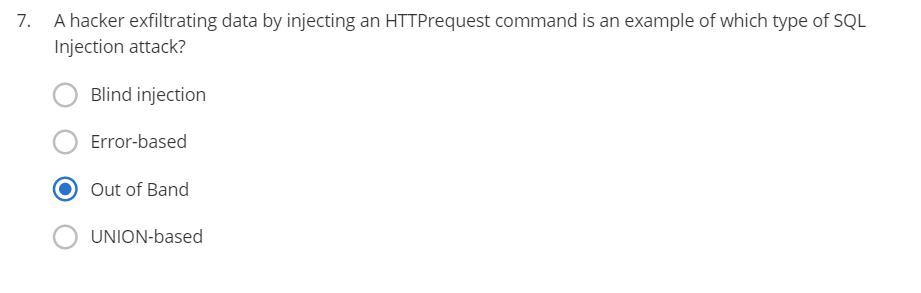 7. A hacker exfiltrating data by injecting an HTTPrequest command is an example of which type of SQL
Injection attack?
Blind injection
Error-based
Out of Band
UNION-based